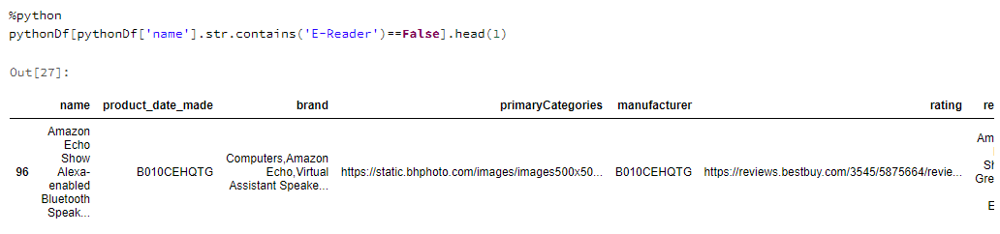 %python
pythonDf[pythonDf['name'].str.contains('E-Reader')==False].head(1)
Out[27]:
name product_date_made brand primaryCategories manufacturer rating re
Amazon
Echo
Show
Alexa-
enabled
Bluetooth
Speak...
96
B010CEHQTG
Computers,Amazon
Echo,Virtual
Assistant Speake...
https://static.bhphoto.com/images/images500x50...
B010CEHQTG
https://reviews.bestbuy.com/3545/5875664/revie...
Am
Sh
Gre
E